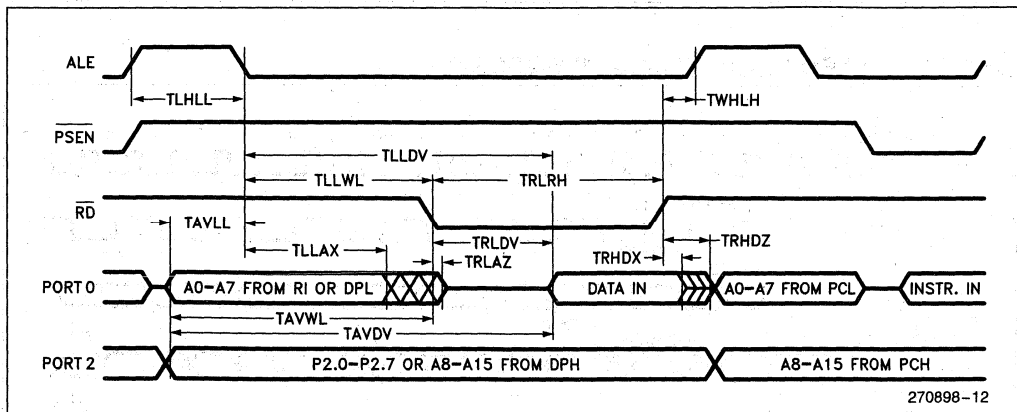 ALE
TLHLL
TWHLH
PSEN
TLLDV
TLLWL
TRLRH
RD
TAVLL
TRLDV
TRHDZ
TLLAX
TRLAZ
TRHDX
PORT 0
A0-A7 FROM RI OR DPL
DATA IN
A0-A7 FROM PCL
INSTR. IN
TAVWL
TAVDV
PORT 2
P2.0-P2.7 OR A8-A15 FROM DPH
A8-A15 FROM PCH
270898-12